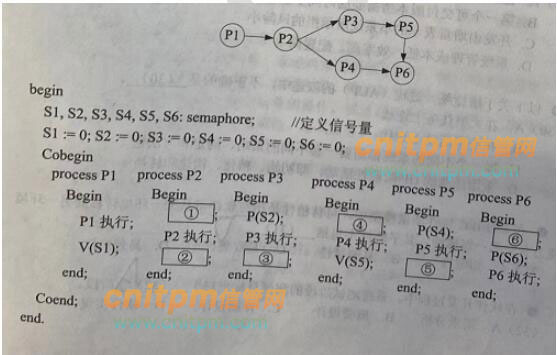 P1 P2 P3 P5
P4 P6
begin
S1, S2, S3, S4, S5, S6: semaphore; //定义信号量
S1 := 0; S2 := 0; S3 := 0; S4 := 0; S5 := 0; S6 := 0;
cnitpm信管网
www.cnitpm.com
Cobegin
process P1 process P2 process P3 process P4 process P5 process P6
Begin Begin Begin Begin Begin Begin
P1 执行; ①; P(S2); ④; P(S4); ⑥;
P2 执行; P3 执行; P4 执行; P5 执行; P(S6);
V(S1); ②; ③; V(S5); ⑤; P6 执行;
end; end; end; end; end; end;
Coend;
cnitpm信管网
www.cnitpm.com
end.